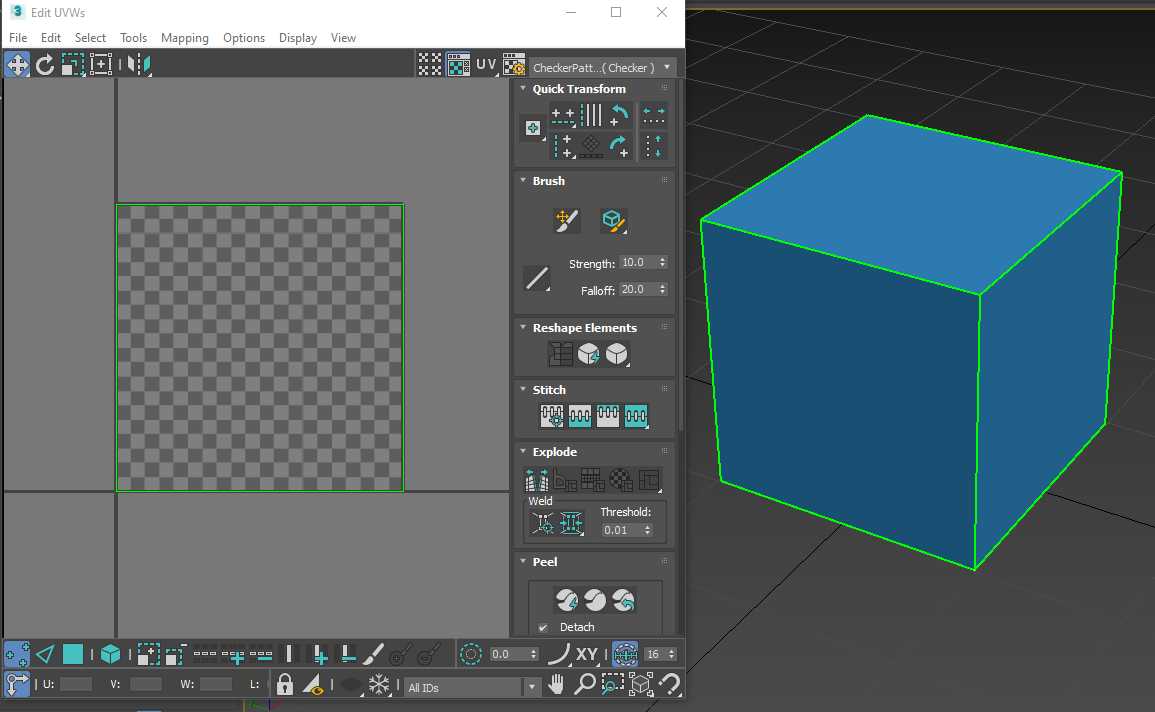 3 Edit UVWs
File Edit Select Tools Mapping Options Display View
UV CheckerPatt...( Checker )
Quick Transform
Brush
Strength: 10.0
Falloff: 20.0
Reshape Elements
Stitch
Explode
Weld
Threshold:
0.01
Peel
Detach
0.0 XY 16
U: V: W: L: All IDs